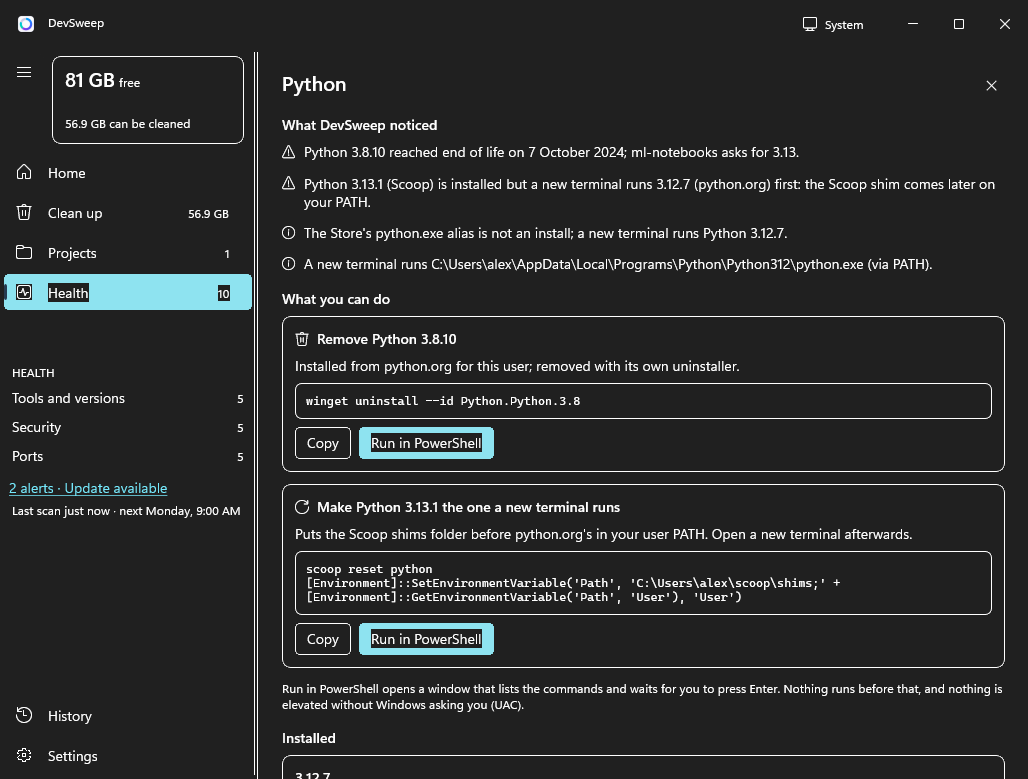 DevSweep
System
81 GB free
56.9 GB can be cleaned
Home
Clean up 56.9 GB
Projects 1
Health 10
HEALTH
Tools and versions 5
Security 5
Ports 5
2 alerts · Update available
Last scan just now · next Monday, 9:00 AM
History
Settings
Python
What DevSweep noticed
Python 3.8.10 reached end of life on 7 October 2024; ml-notebooks asks for 3.13.
Python 3.13.1 (Scoop) is installed but a new terminal runs 3.12.7 (python.org) first: the Scoop shim comes later on
your PATH.
The Store's python.exe alias is not an install; a new terminal runs Python 3.12.7.
A new terminal runs C:\Users\alex\AppData\Local\Programs\Python\Python312\python.exe (via PATH).
What you can do
Remove Python 3.8.10
Installed from python.org for this user; removed with its own uninstaller.
winget uninstall --id Python.Python.3.8
Copy Run in PowerShell
Make Python 3.13.1 the one a new terminal runs
Puts the Scoop shims folder before python.org's in your user PATH. Open a new terminal afterwards.
scoop reset python
[Environment]::SetEnvironmentVariable('Path', 'C:\Users\alex\scoop\shims;' +
[Environment]::GetEnvironmentVariable('Path', 'User'), 'User')
Copy Run in PowerShell
Run in PowerShell opens a window that lists the commands and waits for you to press Enter. Nothing runs before that, and nothing is
elevated without Windows asking you (UAC).
Installed
3.12.7